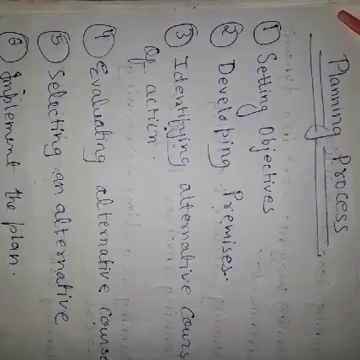 Planning Process
① Setting Objectives
② Developing Premises.
③ Identifying alternative cours
of action.
④ Evaluating alternative course
⑤ Selecting an alternative
⑥ Implement the plan.